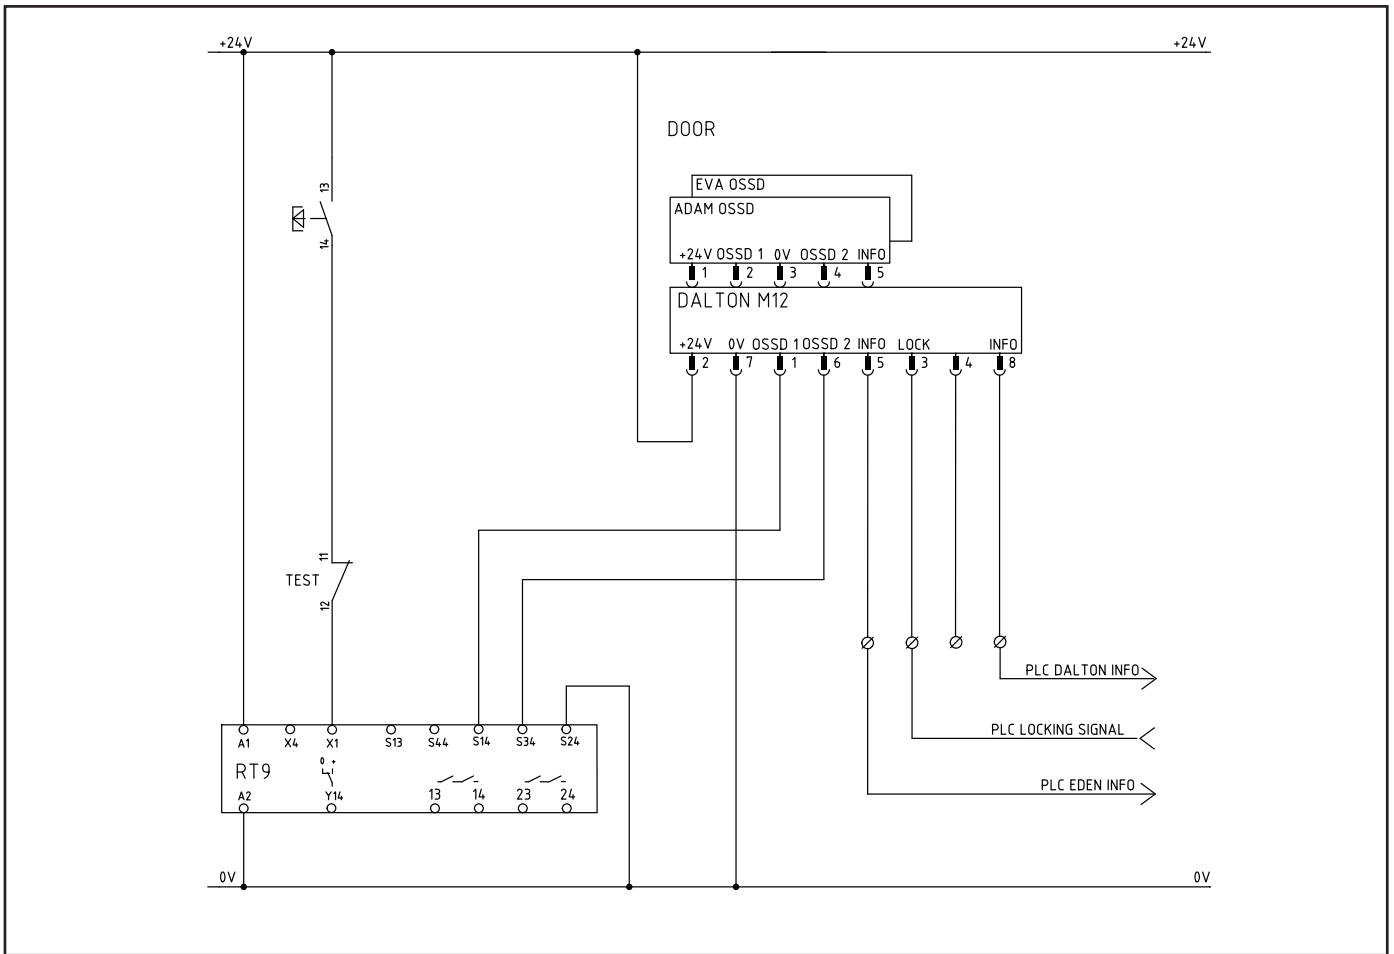 +24V +24V
DOOR
EVA OSSD
13
ADAM OSSD
14
+24V OSSD 1 0V OSSD 2 INFO
1 2 3 4 5
DALTON M12
+24V 0V OSSD 1 OSSD 2 INFO LOCK INFO
2 7 1 6 5 3 4 8
11
TEST
12
PLC DALTON INFO
PLC LOCKING SIGNAL
A1 X4 X1 S13 S44 S14 S34 S24
0 +
RT9
PLC EDEN INFO
A2 Y14 13 14 23 24
0V 0V